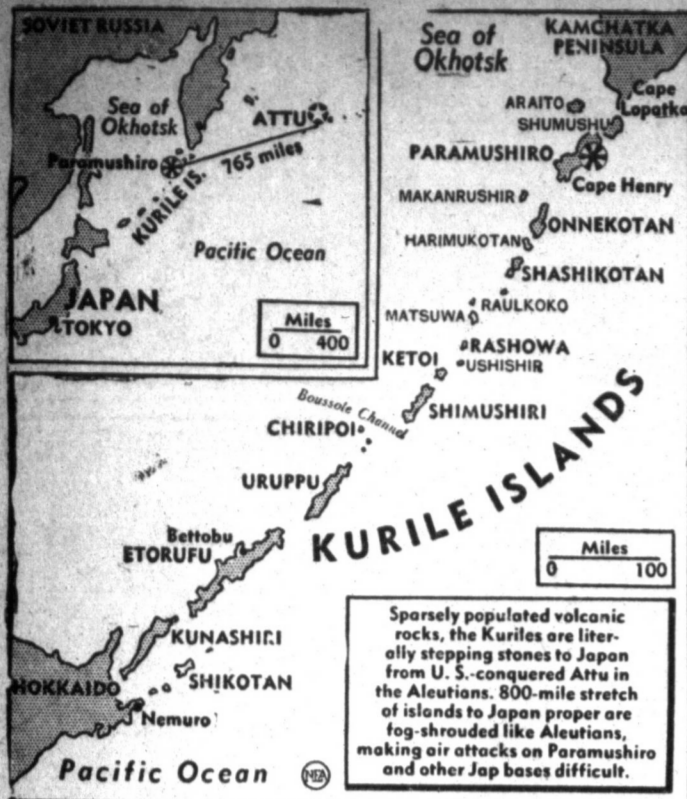 SOVIET RUSSIA
Sea of
Okhotsk
ATTU
Paramushiro
765 miles
KURILE IS.
Pacific Ocean
JAPAN
TOKYO
Miles
0 400
Sea of
Okhotsk
KAMCHATKA
PENINSULA
Cape
Lopatka
ARAITO
SHUMUSHU
PARAMUSHIRO
Cape Henry
MAKANRUSHIR
ONNEKOTAN
HARIMUKOTAN
SHASHIKOTAN
RAULKOKO
MATSUWA
RASHOWA
KETOI
USHISHIR
Boussole Channel
SHIMUSHIRI
CHIRIPOI
URUPPU
KURILE ISLANDS
Bettobu
ETORUFU
KUNASHIRI
HOKKAIDO
SHIKOTAN
Nemuro
Pacific Ocean
NEA
Miles
0 100
Sparsely populated volcanic
rocks, the Kuriles are liter-
ally stepping stones to Japan
from U. S.-conquered Attu in
the Aleutians. 800-mile stretch
of islands to Japan proper are
fog-shrouded like Aleutians,
making air attacks on Paramushiro
and other Jap bases difficult.